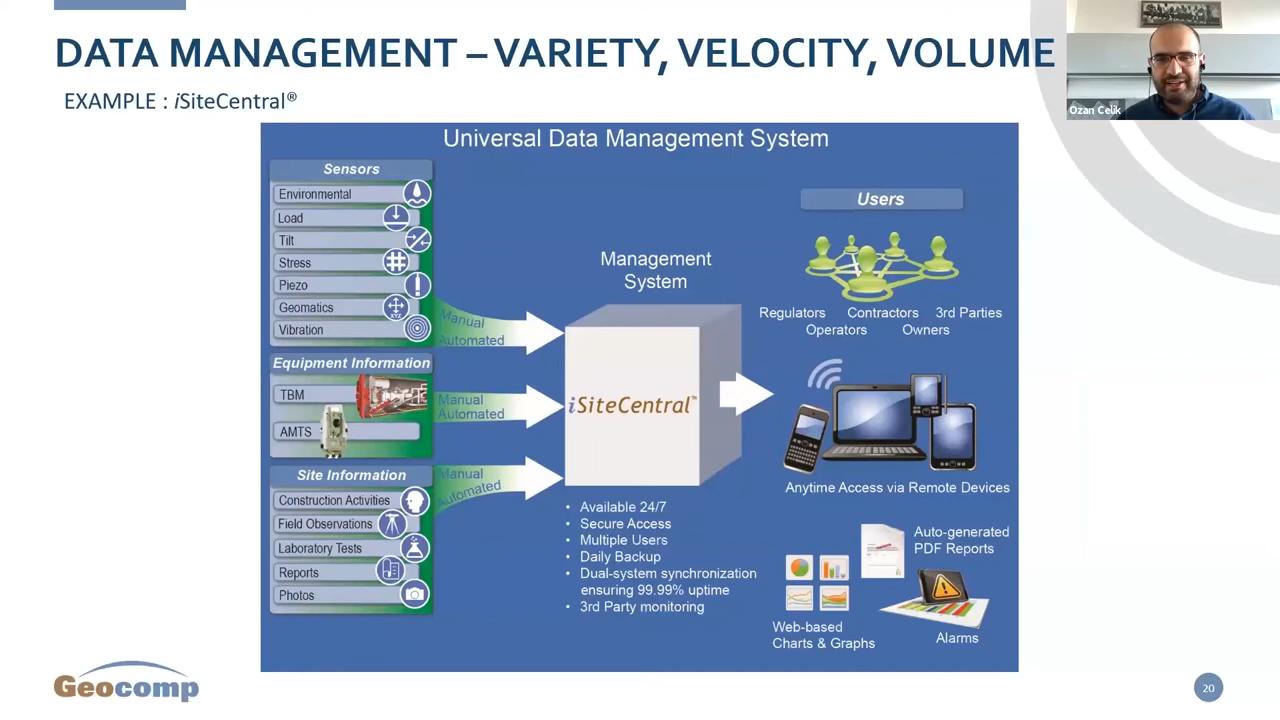 DATA MANAGEMENT – VARIETY, VELOCITY, VOLUME
EXAMPLE : iSiteCentral®
Ozan Celik
Universal Data Management System
Sensors
Environmental
Load
Tilt
Stress
Piezo
Geomatics
XYZ
Vibration
Manual
Automated
Equipment Information
TBM
AMTS
Manual
Automated
Site Information
Construction Activities
Field Observations
Laboratory Tests
Reports
Photos
Manual
Automated
Management
System
iSiteCentral™
• Available 24/7
• Secure Access
• Multiple Users
• Daily Backup
• Dual-system synchronization
ensuring 99.99% uptime
• 3rd Party monitoring
Users
Regulators Contractors 3rd Parties
Operators Owners
Anytime Access via Remote Devices
Auto-generated
PDF Reports
Web-based
Charts & Graphs
Alarms
Geocomp
20